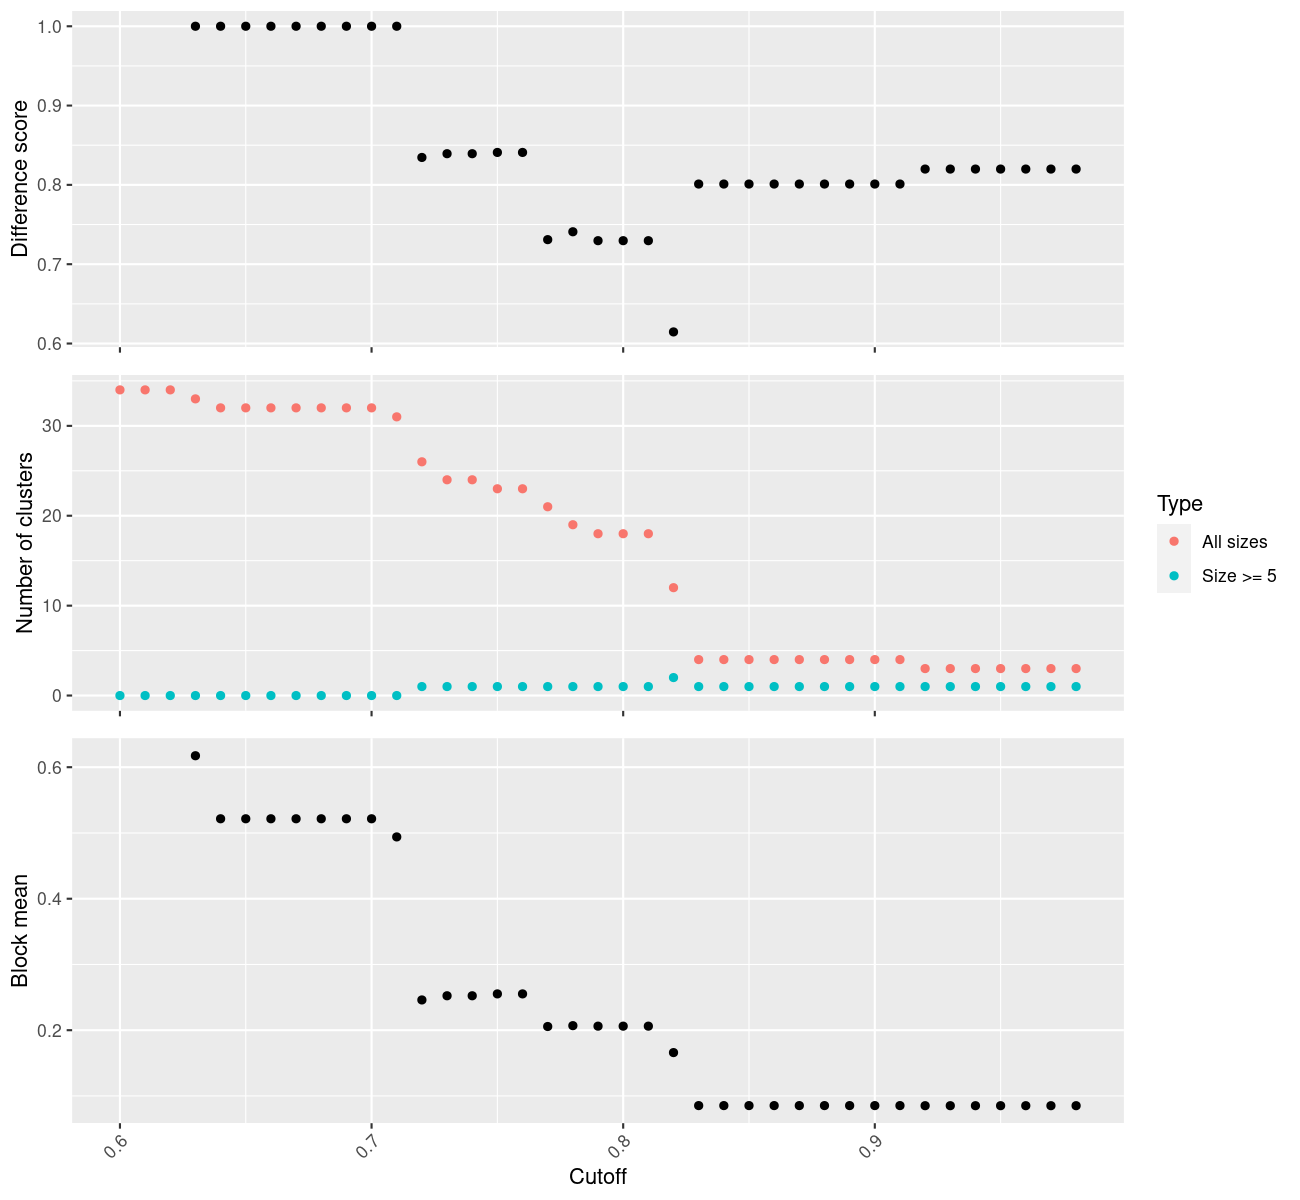 Difference score
1.0
0.9
0.8
0.7
0.6
Number of clusters
30
20
10
0
Type
All sizes
Size >= 5
Block mean
0.6
0.4
0.2
0.6
0.7
0.8
0.9
Cutoff